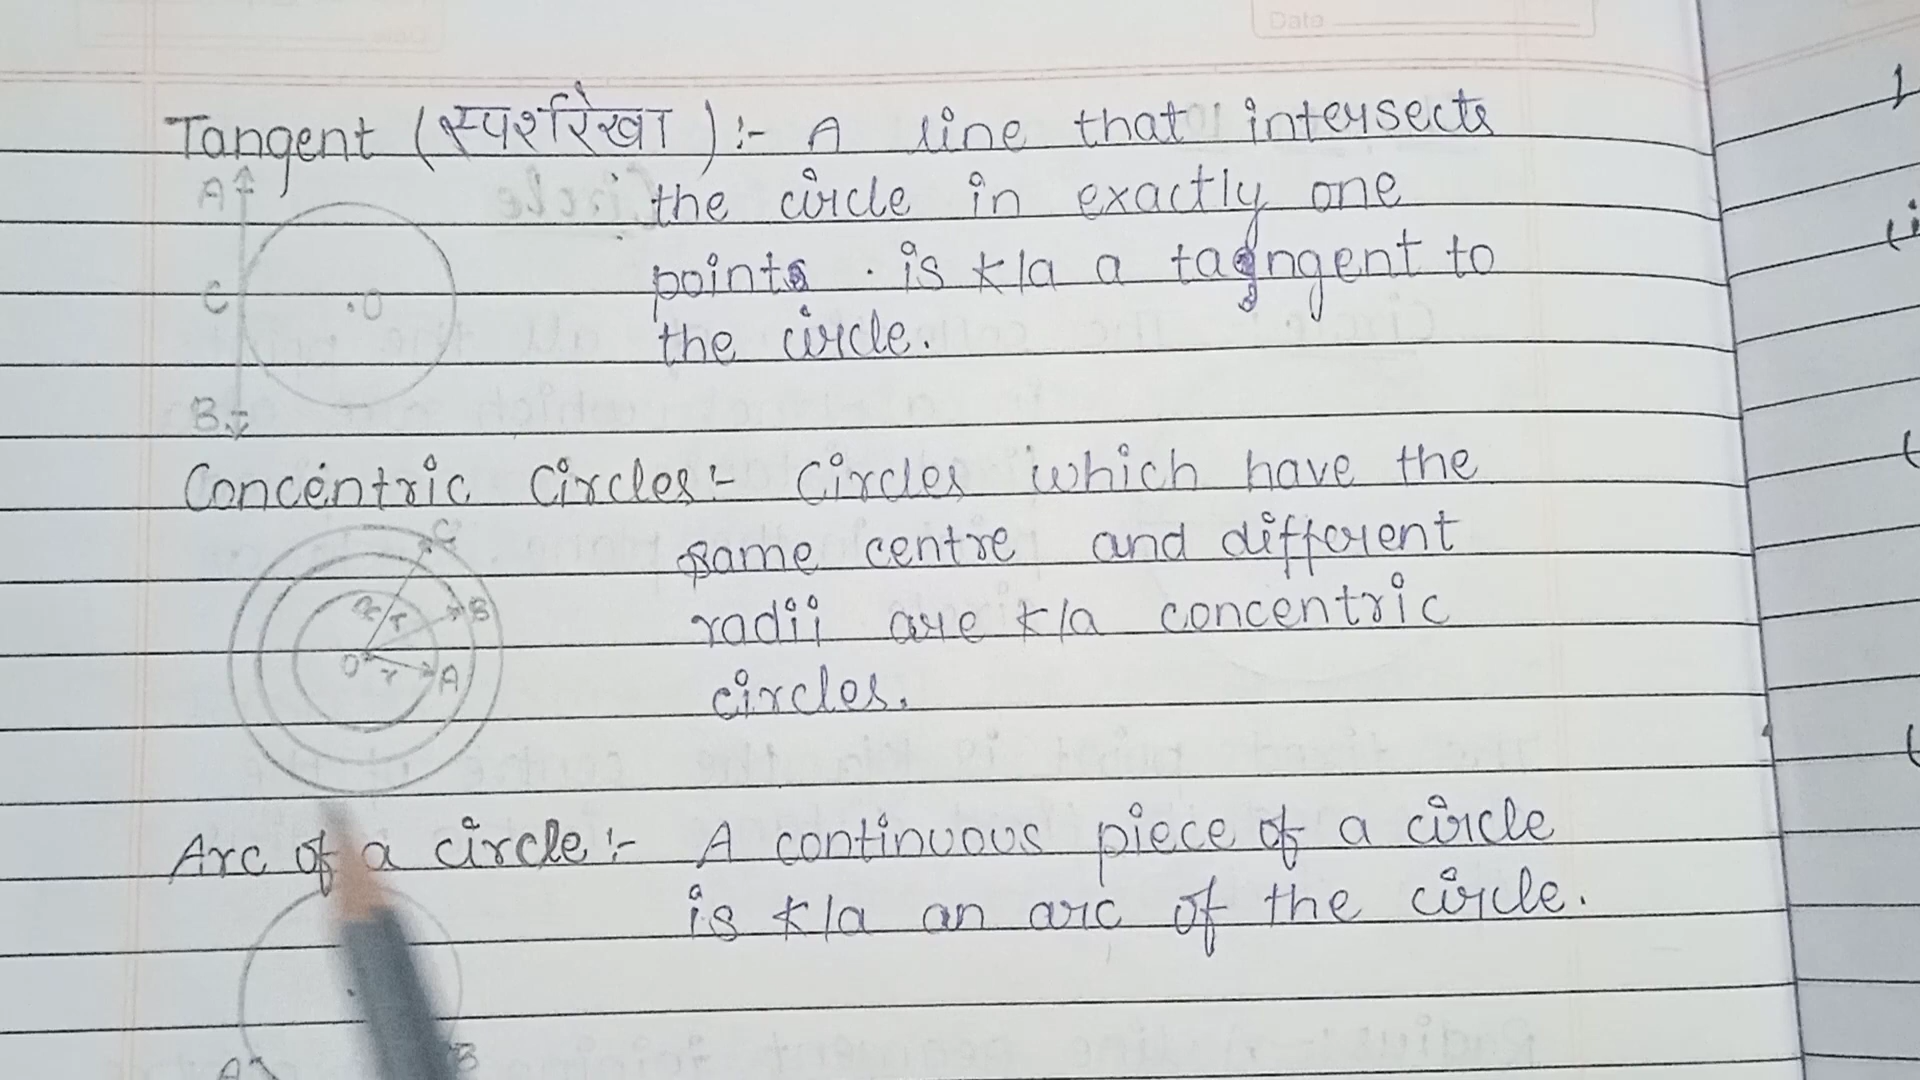 Date
Tangent (स्पर्शरेखा) :- A line that intersects
the circle in exactly one
points . is k/a a tangent to
the circle.
A
C
.O
B
Concentric Circles:- Circles which have the
same centre and different
radii are k/a concentric
circles.
C
B
r
O
r
A
Arc of a circle:- A continuous piece of a circle
is k/a an arc of the circle.
A
B